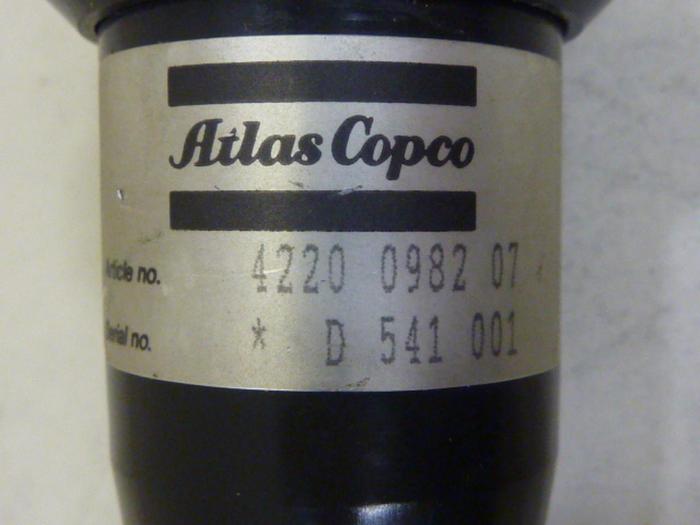 Atlas Copco
Article no. 4220 0982 07
Serial no. * D 541 001